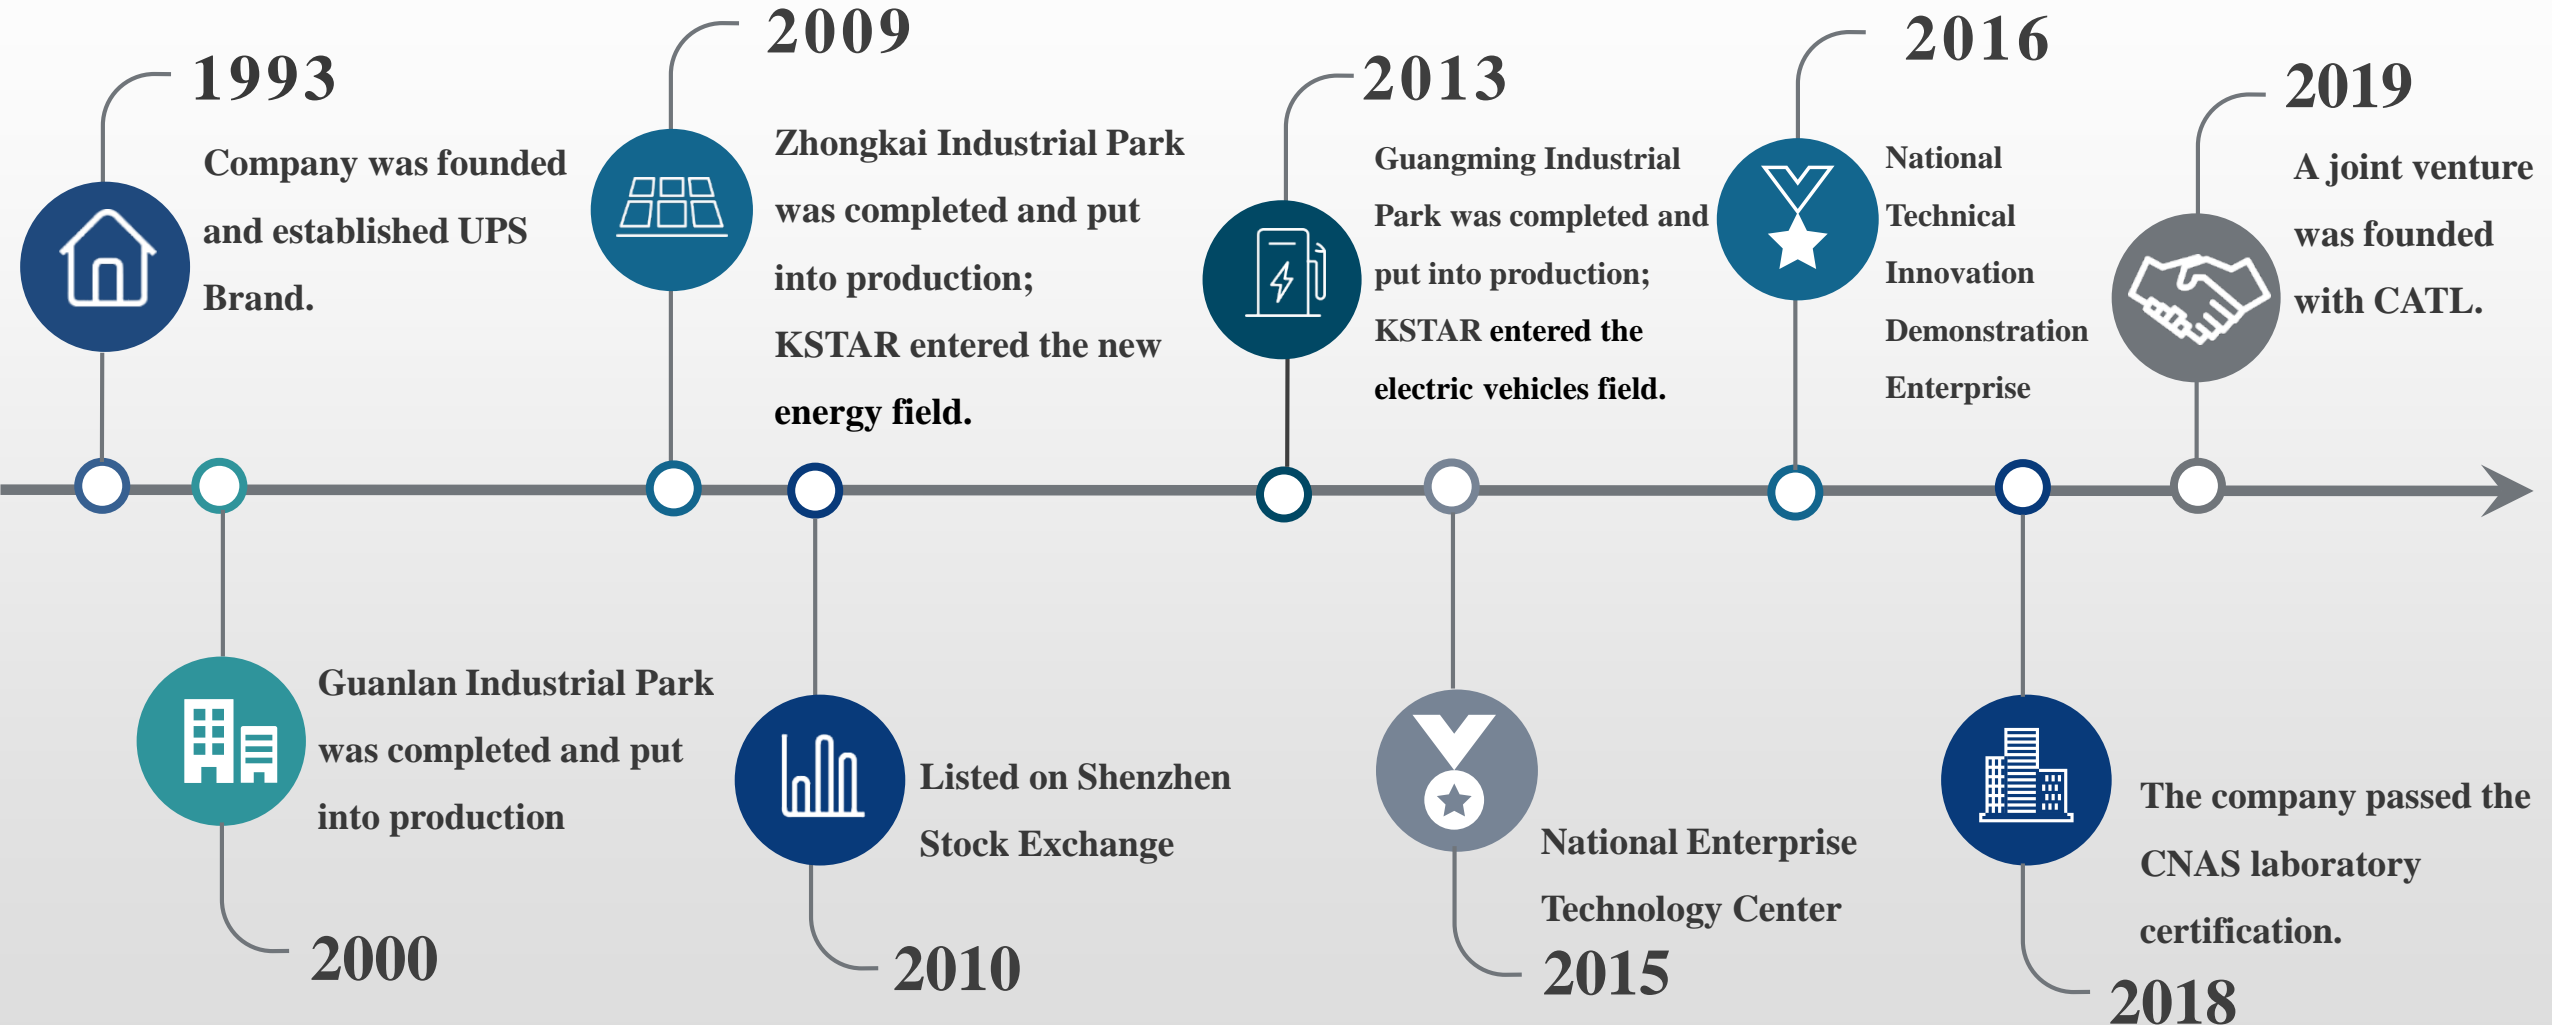 1993
Company was founded
and established UPS
Brand.
2009
Zhongkai Industrial Park
was completed and put
into production;
KSTAR entered the new
energy field.
2013
Guangming Industrial
Park was completed and
put into production;
KSTAR entered the
electric vehicles field.
2016
National
Technical
Innovation
Demonstration
Enterprise
2019
A joint venture
was founded
with CATL.
Guanlan Industrial Park
was completed and put
into production
2000
Listed on Shenzhen
Stock Exchange
2010
National Enterprise
Technology Center
2015
The company passed the
CNAS laboratory
certification.
2018